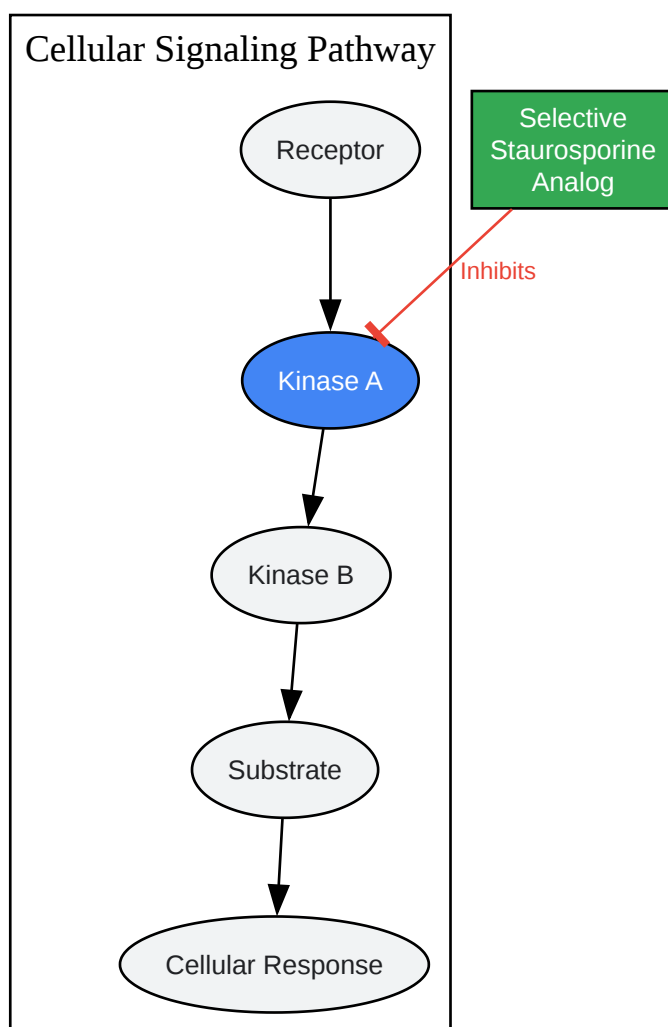 Cellular Signaling Pathway
Receptor
Selective
Staurosporine
Analog
Inhibits
Kinase A
Kinase B
Substrate
Cellular Response